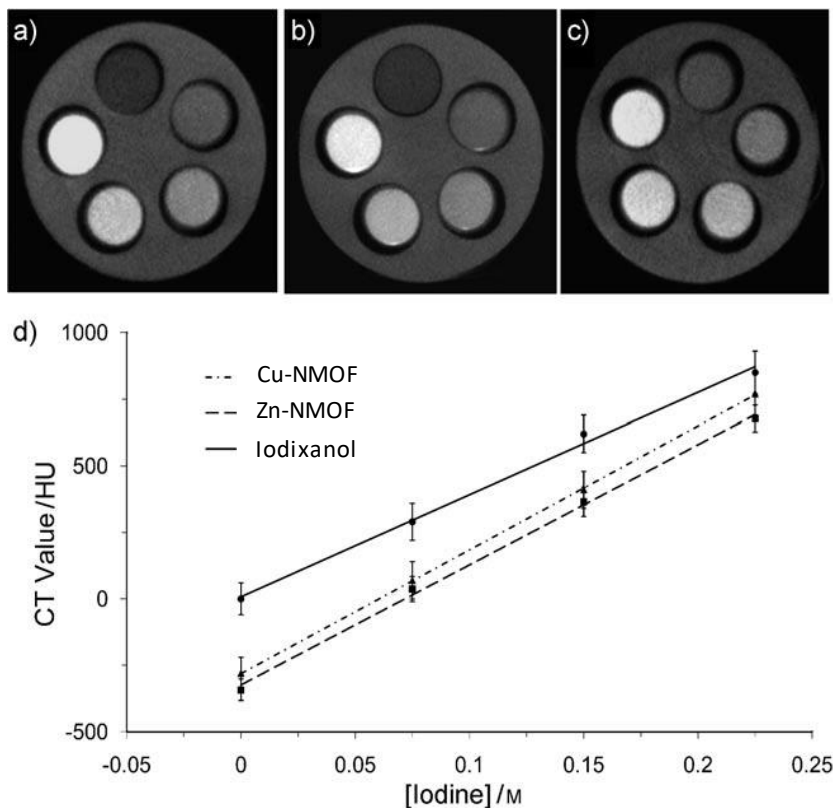 a)
b)
c)
d)
1000
500
0
-500
CT Value /HU
Cu-NMOF
Zn-NMOF
Iodixanol
-0.05 0 0.05 0.1 0.15 0.2 0.25
[Iodine] /M